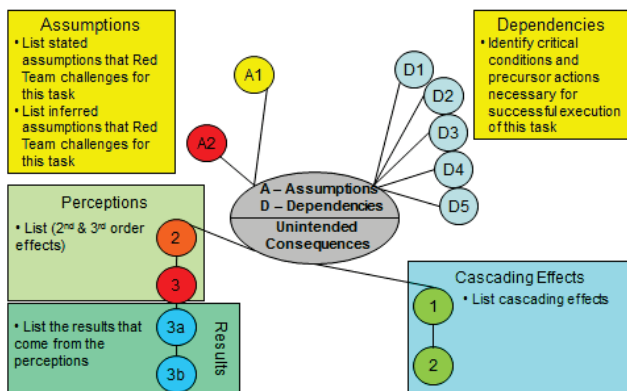 Assumptions
• List stated
assumptions that Red
Team challenges for
this task
• List inferred
assumptions that Red
Team challenges for
this task
A1
A2
D1
D2
D3
D4
D5
Dependencies
• Identify critical
conditions and
precursor actions
necessary for
successful execution
of this task
A – Assumptions
D – Dependencies
Unintended
Consequences
Perceptions
• List (2nd & 3rd order
effects)
2
3
• List the results that
come from the
perceptions
3a
3b
Results
Cascading Effects
• List cascading effects
1
2